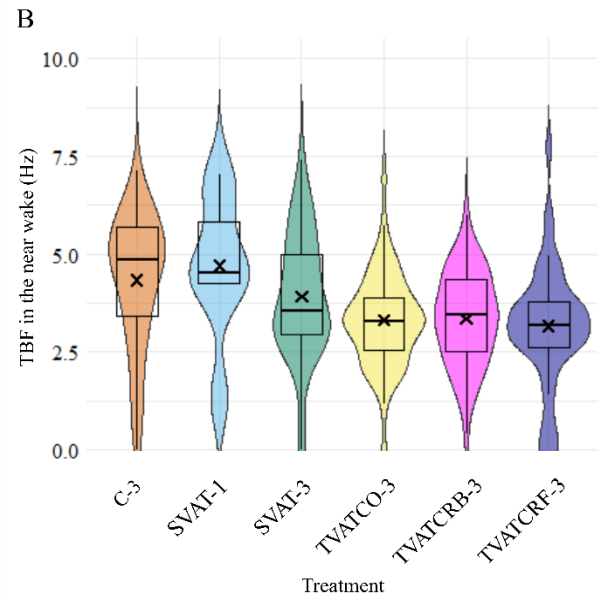 B
TBF in the near wake (Hz)
10.0
7.5
5.0
2.5
0.0
C-3
SVAT-1
SVAT-3
TVATCO-3
TVATCRB-3
TVATCRF-3
Treatment